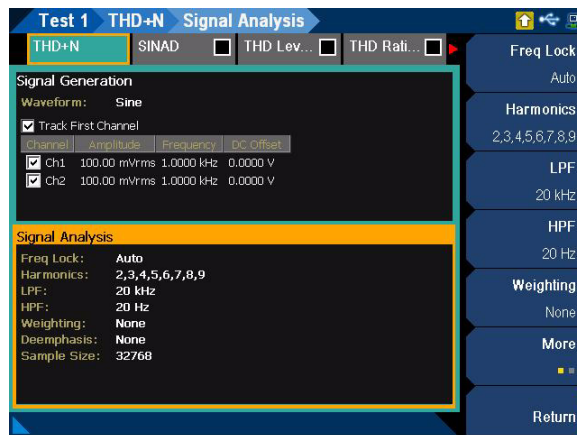 Test 1 THD+N Signal Analysis
THD+N SINAD THD Lev... THD Rati...
Signal Generation
Waveform: Sine
Track First Channel
Channel Amplitude Frequency DC Offset
Ch1 100.00 mVrms 1.0000 kHz 0.0000 V
Ch2 100.00 mVrms 1.0000 kHz 0.0000 V
Signal Analysis
Freq Lock: Auto
Harmonics: 2,3,4,5,6,7,8,9
LPF: 20 kHz
HPF: 20 Hz
Weighting: None
Deemphasis: None
Sample Size: 32768
Freq Lock
Auto
Harmonics
2,3,4,5,6,7,8,9
LPF
20 kHz
HPF
20 Hz
Weighting
None
More
Return